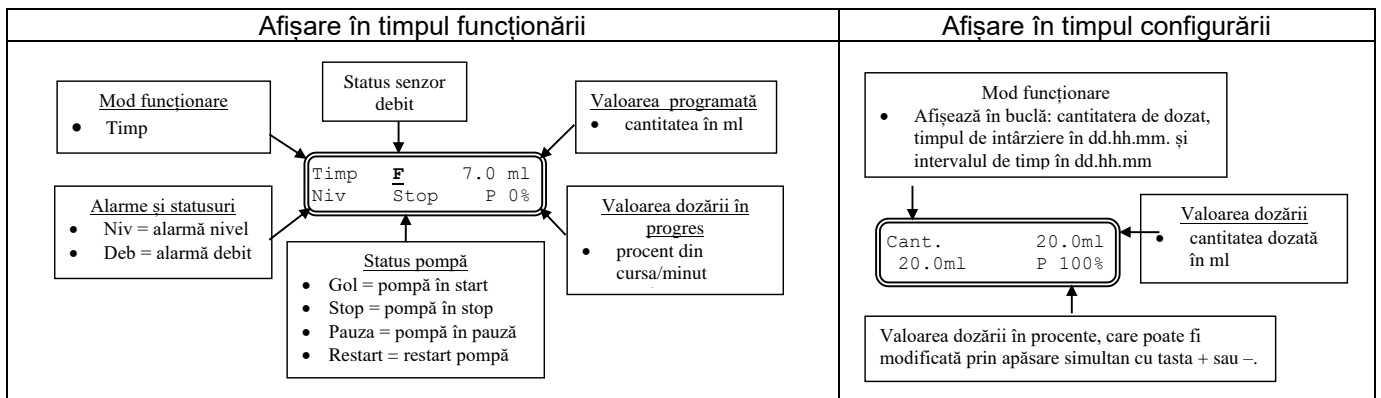 Afișare în timpul funcționării
Mod funcționare
• Timp
Status senzor
debit
Valoarea programată
• cantitatea în ml
Timp F 7.0 ml
Niv Stop P 0%
Alarme și statusuri
• Niv = alarmă nivel
• Deb = alarmă debit
Status pompă
• Gol = pompă în start
• Stop = pompă în stop
• Pauza = pompă în pauză
• Restart = restart pompă
Valoarea dozării în
progres
• procent din
cursa/minut
Afișare în timpul configurării
Mod funcționare
• Afișează în buclă: cantitatera de dozat,
timpul de intârziere în dd.hh.mm. și
intervalul de timp în dd.hh.mm
Cant. 20.0ml
20.0ml P 100%
Valoarea dozării
• cantitatea dozată
în ml
Valoarea dozării în procente, care poate fi
modificată prin apăsare simultan cu tasta + sau –.